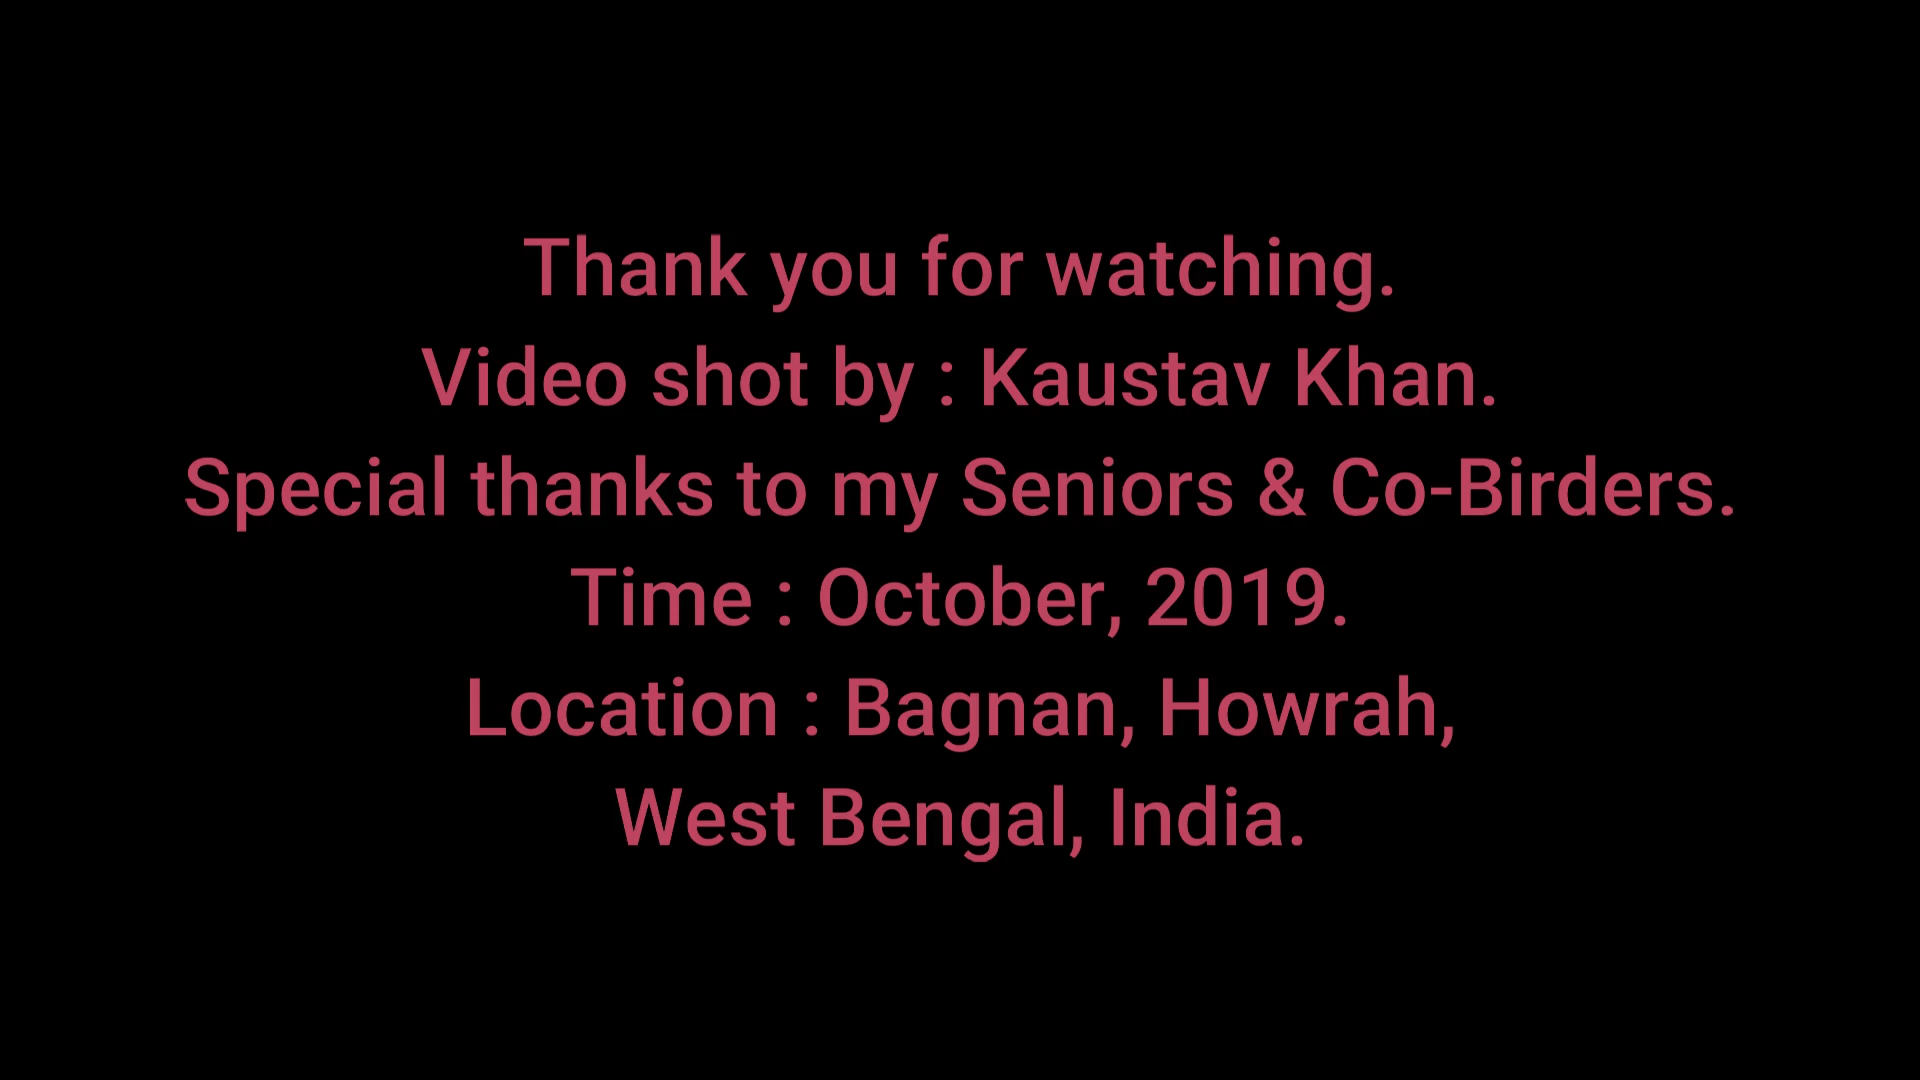 Thank you for watching.
Video shot by : Kaustav Khan.
Special thanks to my Seniors & Co-Birders.
Time : October, 2019.
Location : Bagnan, Howrah,
West Bengal, India.